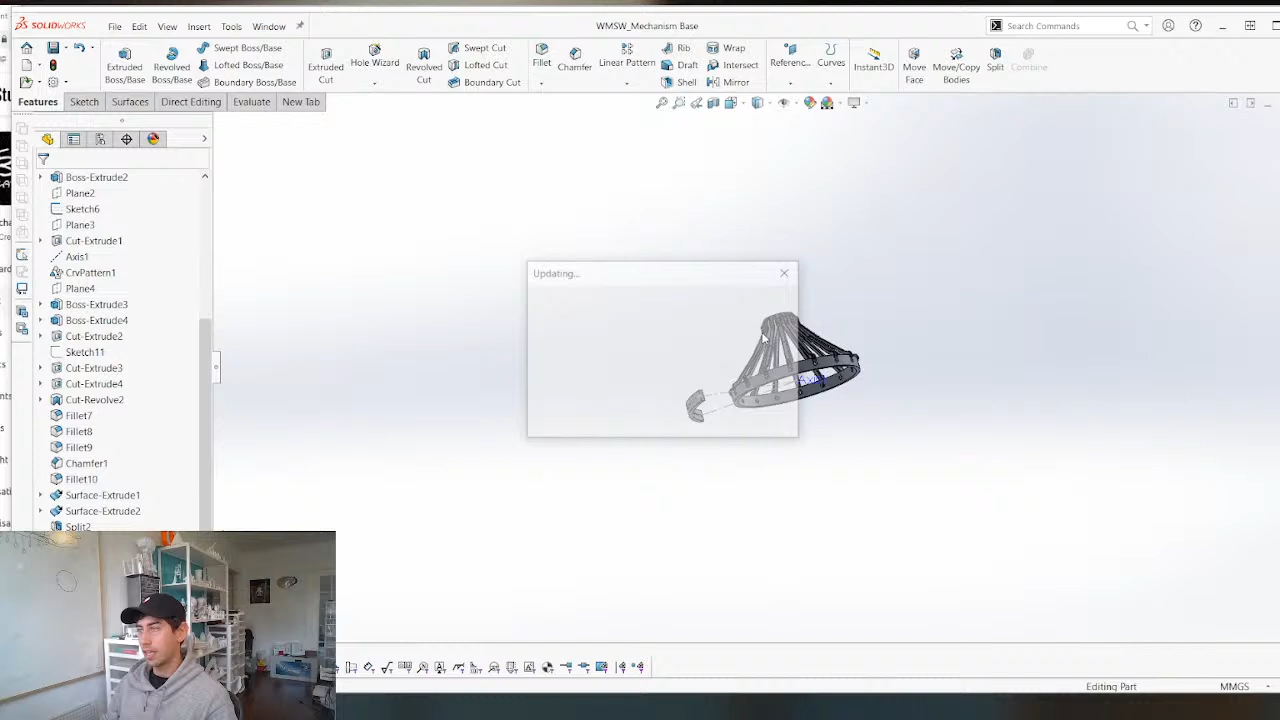 SOLIDWORKS File Edit View Insert Tools Window WMSW_Mechanism Base Search Commands
Extruded Boss/Base
Revolved Boss/Base
Swept Boss/Base
Lofted Boss/Base
Boundary Boss/Base
Extruded Cut
Hole Wizard
Revolved Cut
Swept Cut
Lofted Cut
Boundary Cut
Fillet
Chamfer
Linear Pattern
Rib
Draft
Shell
Wrap
Intersect
Mirror
Referenc...
Curves
Instant3D
Move Face
Move/Copy Bodies
Split
Combine
Features Sketch Surfaces Direct Editing Evaluate New Tab
Boss-Extrude2
Plane2
Sketch6
Plane3
Cut-Extrude1
Axis1
CrvPattern1
Plane4
Boss-Extrude3
Boss-Extrude4
Cut-Extrude2
Sketch11
Cut-Extrude3
Cut-Extrude4
Cut-Revolve2
Fillet7
Fillet8
Fillet9
Chamfer1
Fillet10
Surface-Extrude1
Surface-Extrude2
Split2
Updating...
Editing Part MMGS